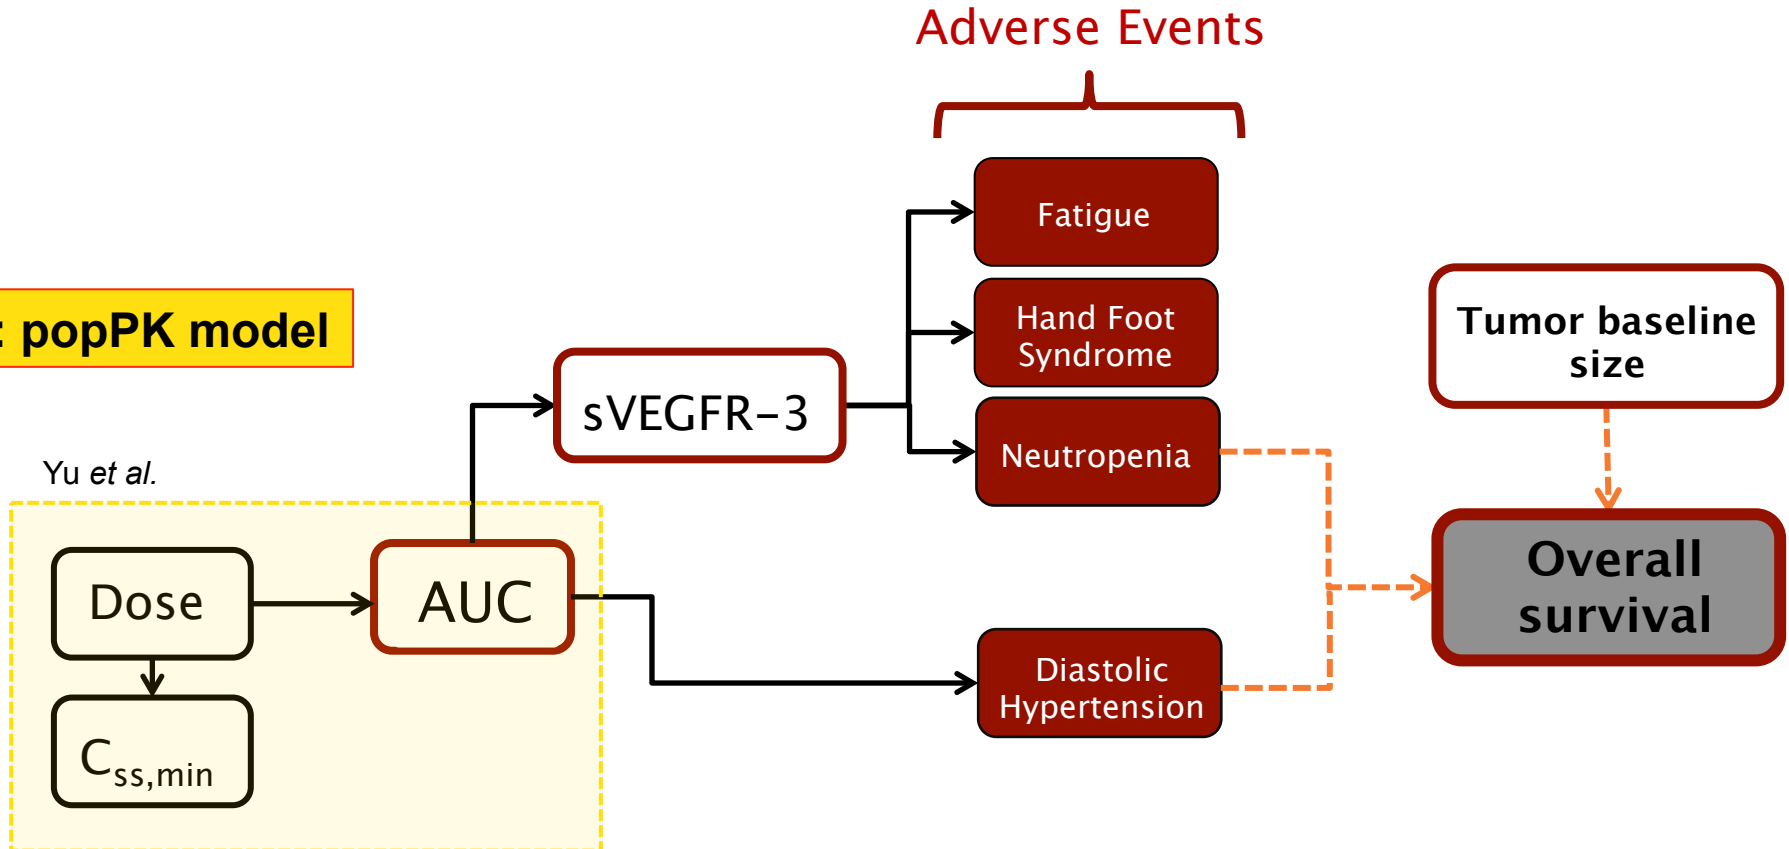 Adverse Events
Fatigue
: popPK model
Hand Foot
Syndrome
Tumor baseline
size
sVEGFR-3
Neutropenia
Yu et al.
Dose
AUC
Overall
survival
Diastolic
Hypertension
Css,min